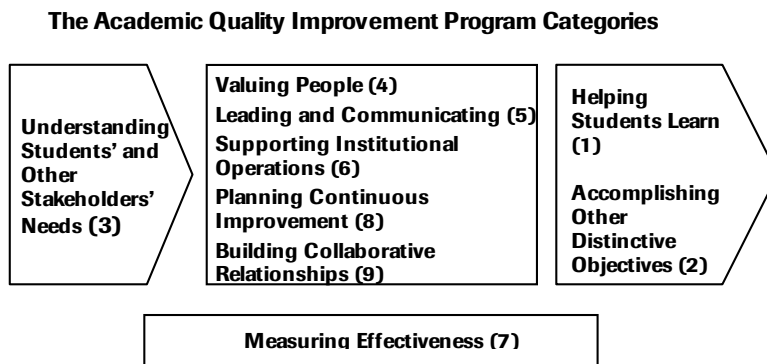 The Academic Quality Improvement Program Categories
Understanding
Students' and
Other
Stakeholders'
Needs (3)
Valuing People (4)
Leading and Communicating (5)
Supporting Institutional
Operations (6)
Planning Continuous
Improvement (8)
Building Collaborative
Relationships (9)
Helping
Students Learn
(1)
Accomplishing
Other
Distinctive
Objectives (2)
Measuring Effectiveness (7)